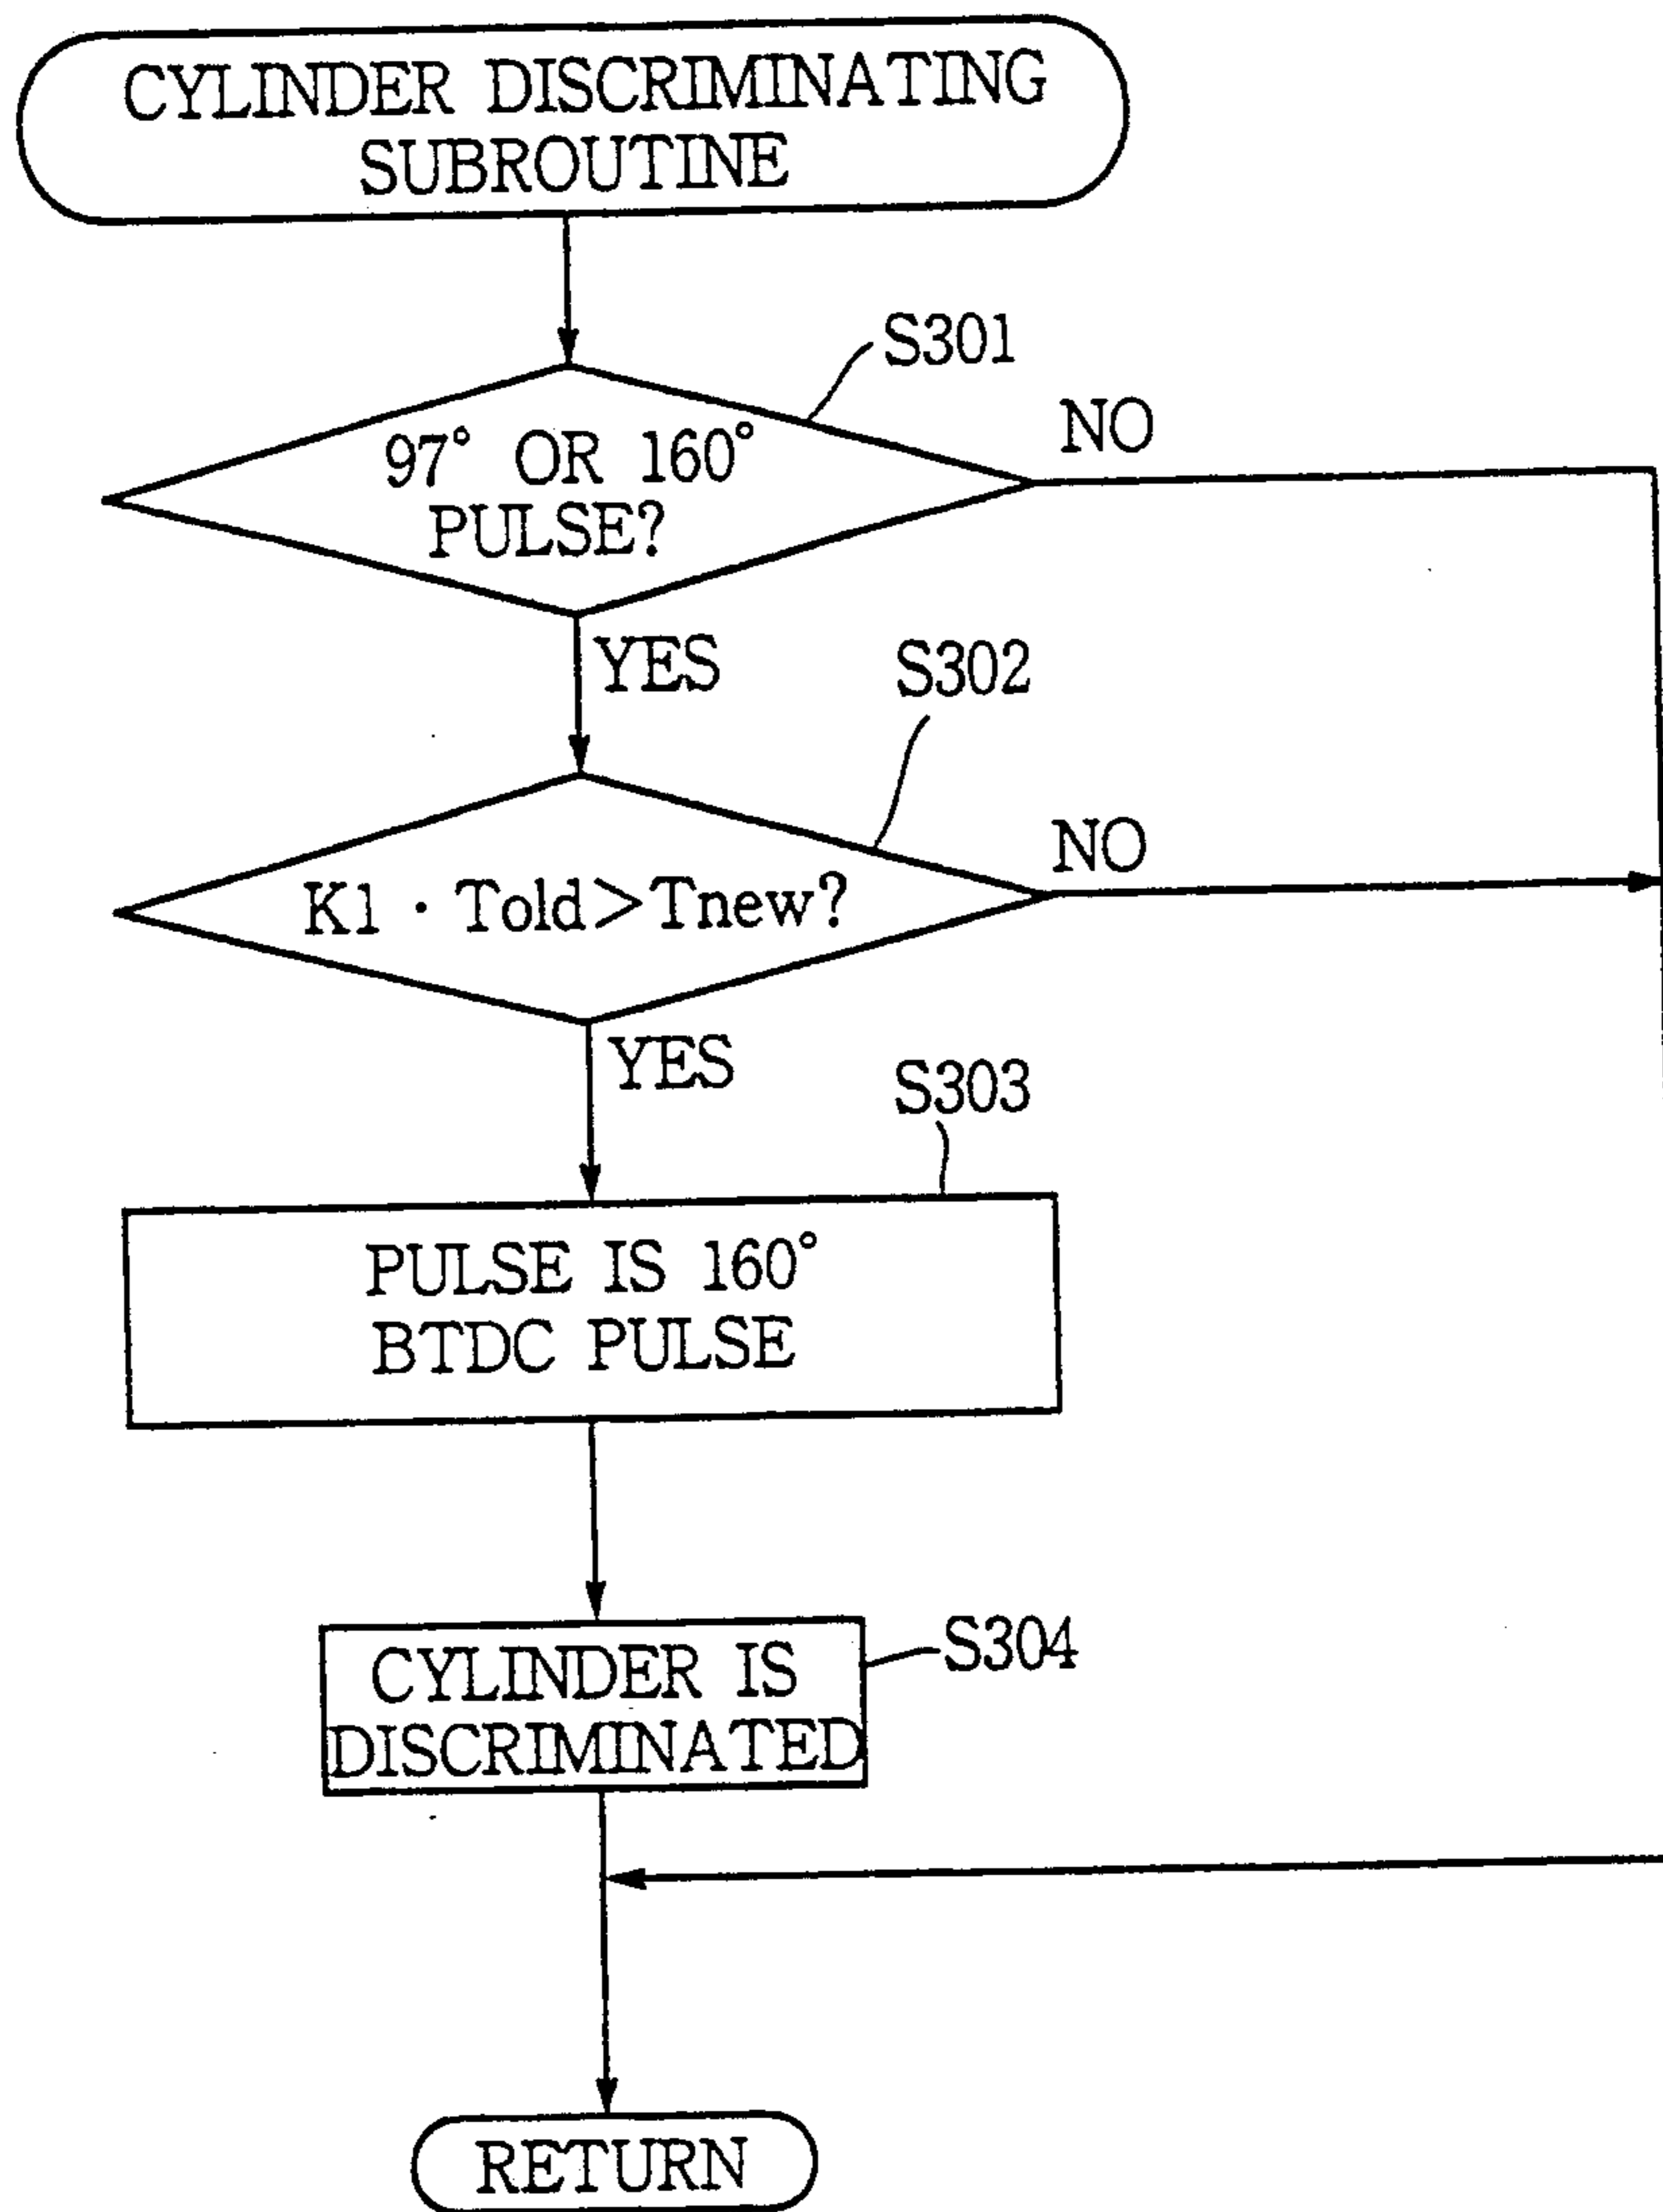 CYLINDER DISCRIMINATING
SUBROUTINE
S301
97° OR 160°
PULSE?
NO
YES
S302
K1 · Told>Tnew?
NO
YES
S303
PULSE IS 160°
BTDC PULSE
S304
CYLINDER IS
DISCRIMINATED
RETURN